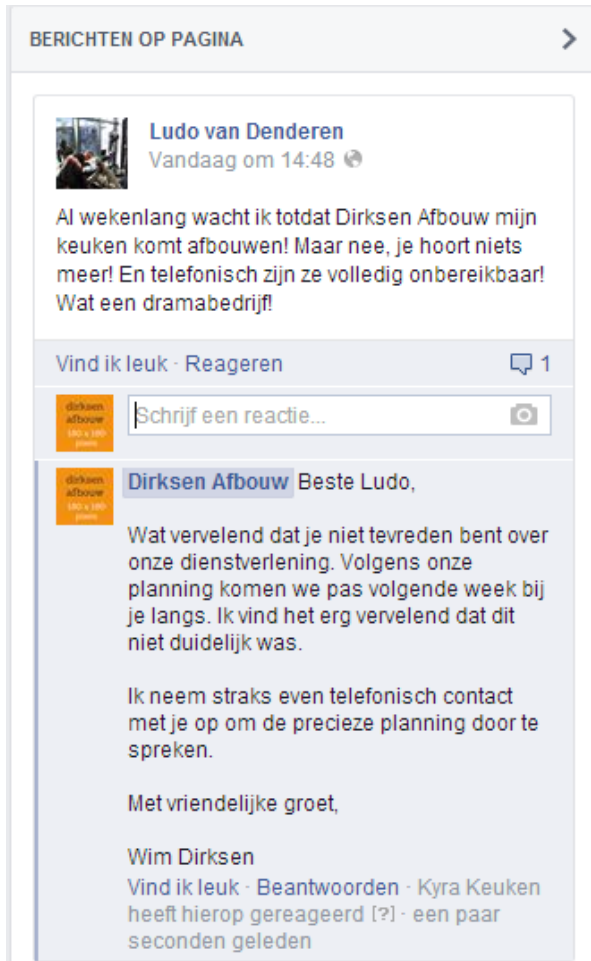 BERICHTEN OP PAGINA
Ludo van Denderen
Vandaag om 14:48
Al wekenlang wacht ik totdat Dirksen Afbouw mijn
keuken komt afbouwen! Maar nee, je hoort niets
meer! En telefonisch zijn ze volledig onbereikbaar!
Wat een dramabedrijf!
Vind ik leuk · Reageren 1
dirksen
afbouw
180 x 180
pixels
Schrijf een reactie...
dirksen
afbouw
180 x 180
pixels
Dirksen Afbouw Beste Ludo,
Wat vervelend dat je niet tevreden bent over
onze dienstverlening. Volgens onze
planning komen we pas volgende week bij
je langs. Ik vind het erg vervelend dat dit
niet duidelijk was.
Ik neem straks even telefonisch contact
met je op om de precieze planning door te
spreken.
Met vriendelijke groet,
Wim Dirksen
Vind ik leuk · Beantwoorden · Kyra Keuken
heeft hierop gereageerd [?] · een paar
seconden geleden